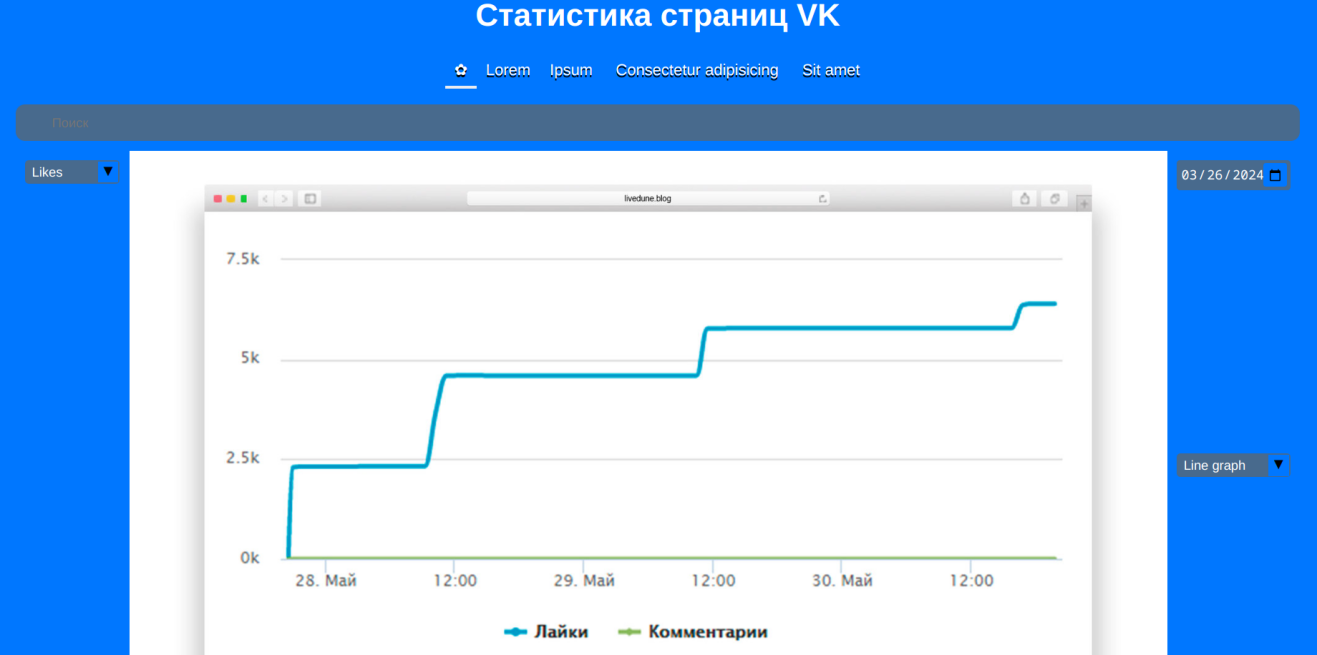 Статистика страниц VK
✿ Lorem Ipsum Consectetur adipisicing Sit amet
Поиск
Likes ▼
03/26/2024
livedune.blog
7.5k
5k
Line graph ▼
2.5k
0k
28. Май 12:00 29. Май 12:00 30. Май 12:00
Лайки Комментарии